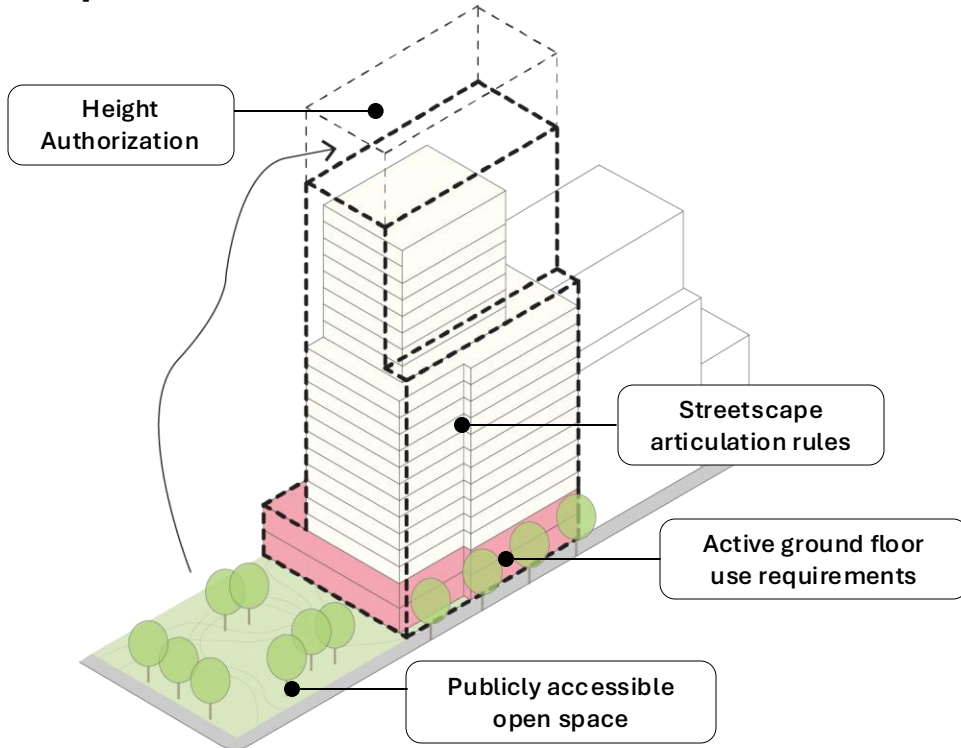 Height
Authorization
Streetscape
articulation rules
Active ground floor
use requirements
Publicly accessible
open space